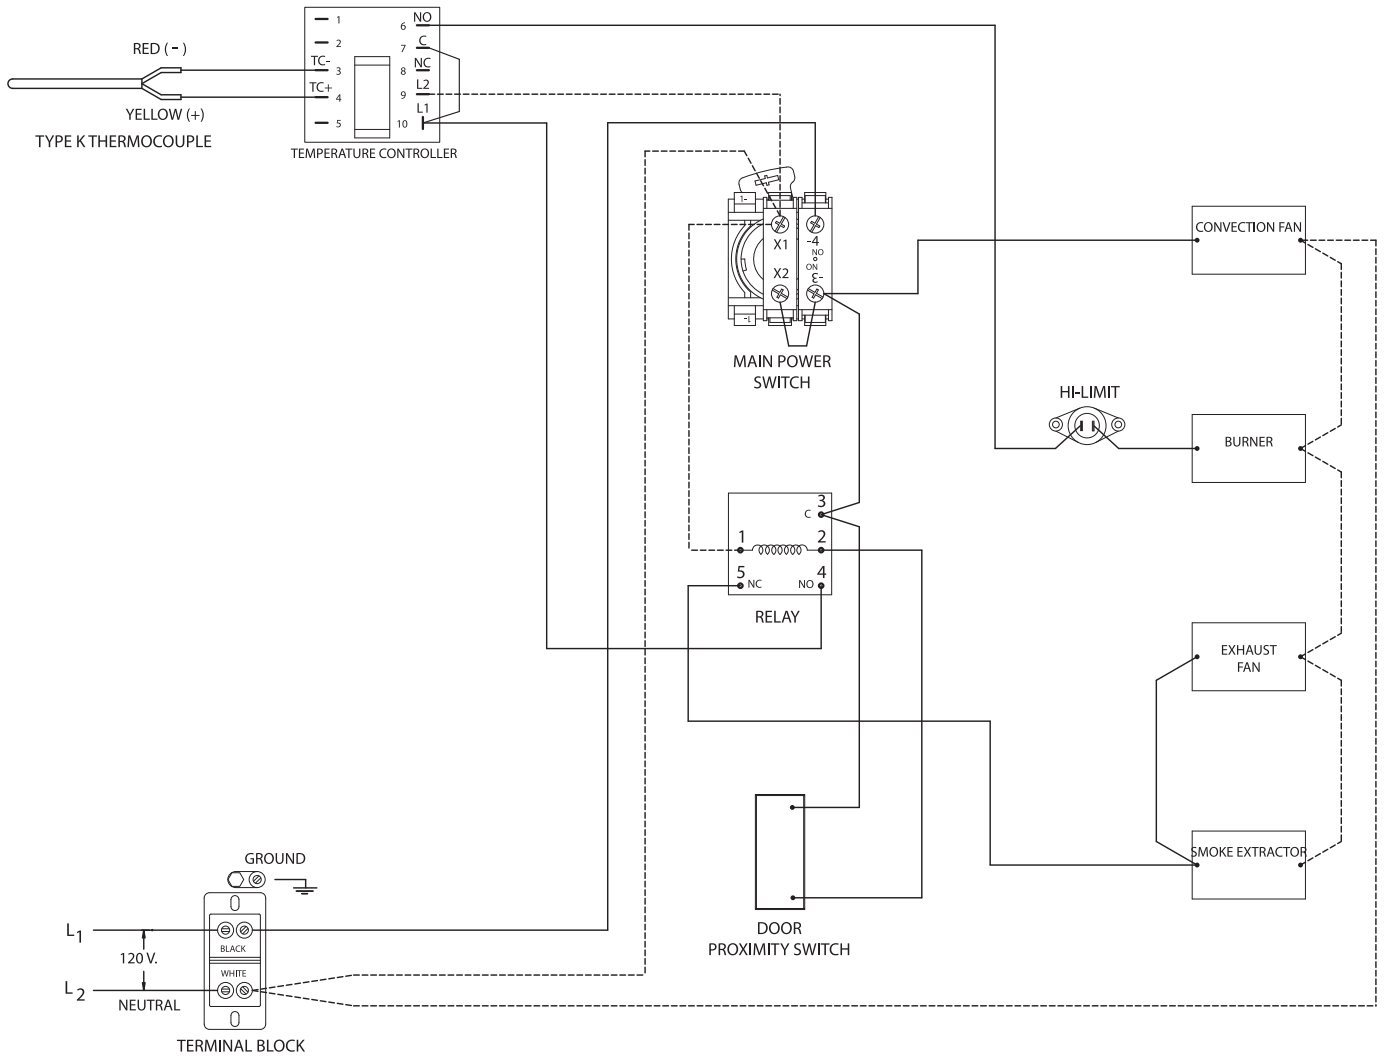 1
2
3
4
5
6
7
8
9
10
NO
C
NC
L2
L1
TC-
TC+
RED ( - )
YELLOW (+)
TYPE K THERMOCOUPLE
TEMPERATURE CONTROLLER
1-
X1
X2
-4
NO
ON
3-
-1
MAIN POWER
SWITCH
CONVECTION FAN
HI-LIMIT
BURNER
3
C
1
2
5
NC
NO
4
RELAY
EXHAUST
FAN
SMOKE EXTRACTOR
DOOR
PROXIMITY SWITCH
GROUND
L1
120 V.
L2
NEUTRAL
BLACK
WHITE
TERMINAL BLOCK